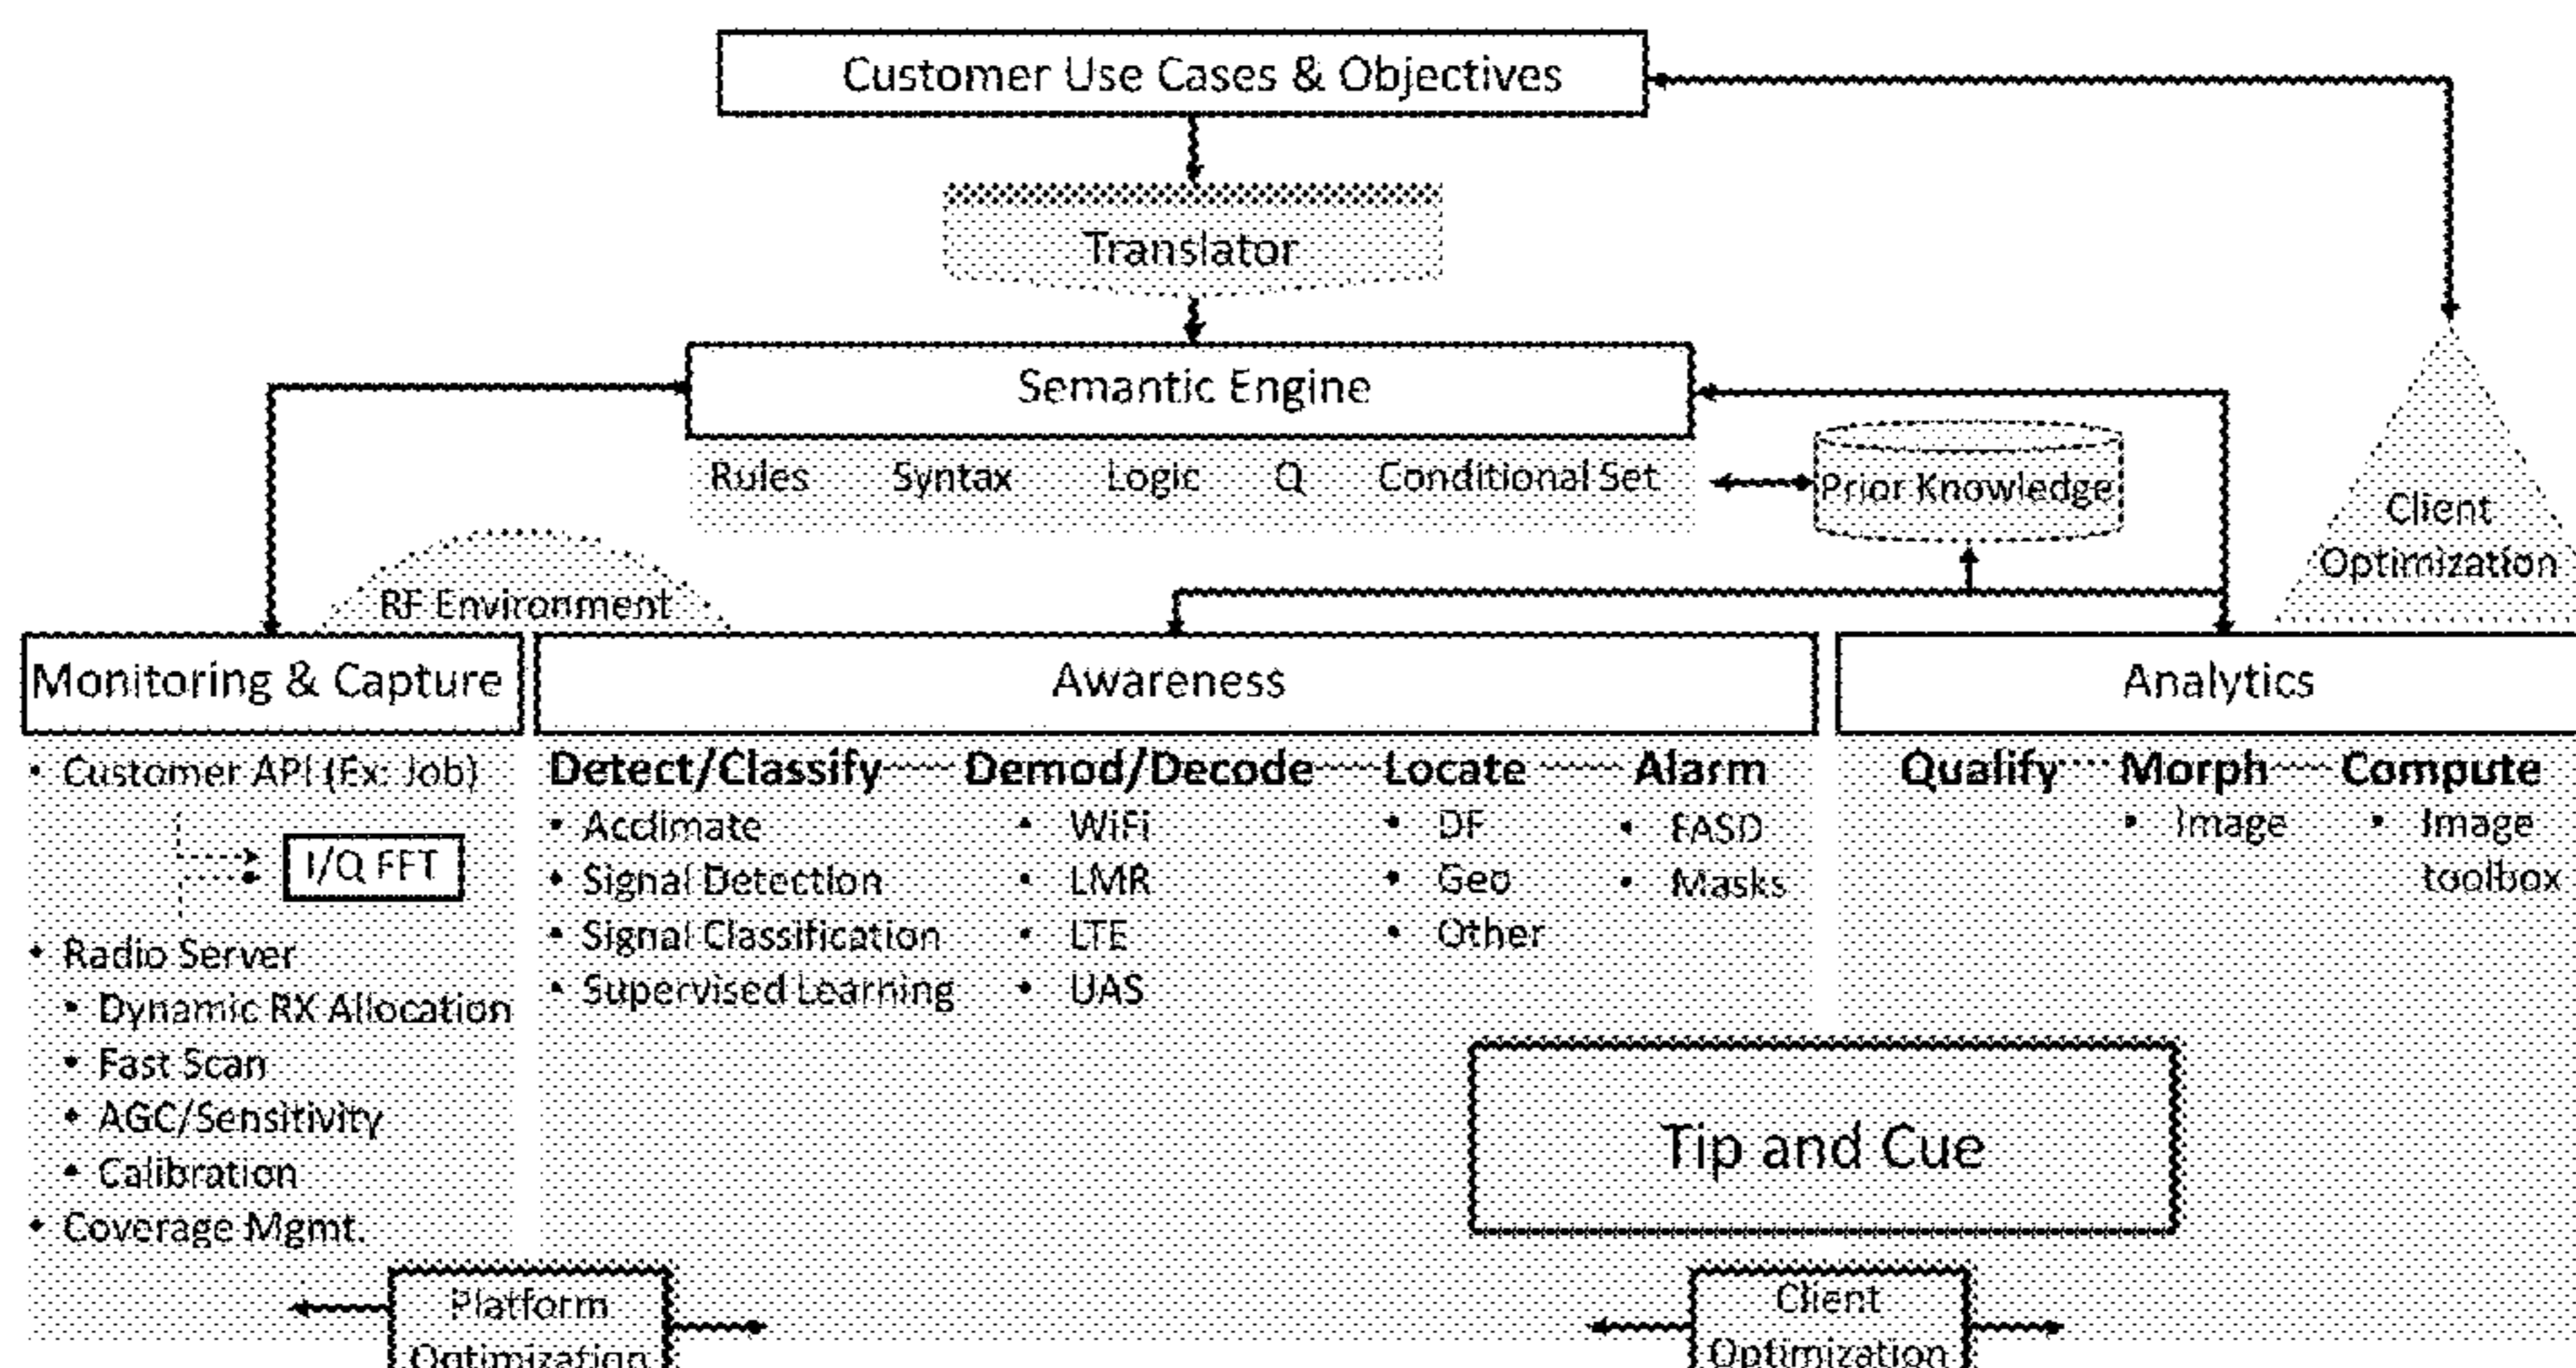 Customer Use Cases & Objectives
Translator
Semantic Engine
Rules Syntax Logic Q Conditional Set
Prior Knowledge
Client
Optimization
RF Environment
Monitoring & Capture
• Customer API (Ex: Job)
I/Q FFT
• Radio Server
• Dynamic RX Allocation
• Fast Scan
• AGC/Sensitivity
• Calibration
• Coverage Mgmt.
Awareness
Detect/Classify
• Acclimate
• Signal Detection
• Signal Classification
• Supervised Learning
Demod/Decode
• WiFi
• LMR
• LTE
• UAS
Locate
• DF
• Geo
• Other
Alarm
• FASD
• Masks
Analytics
Qualify
Morph
• Image
Compute
• Image
toolbox
Tip and Cue
Platform
Optimization
Client
Optimization